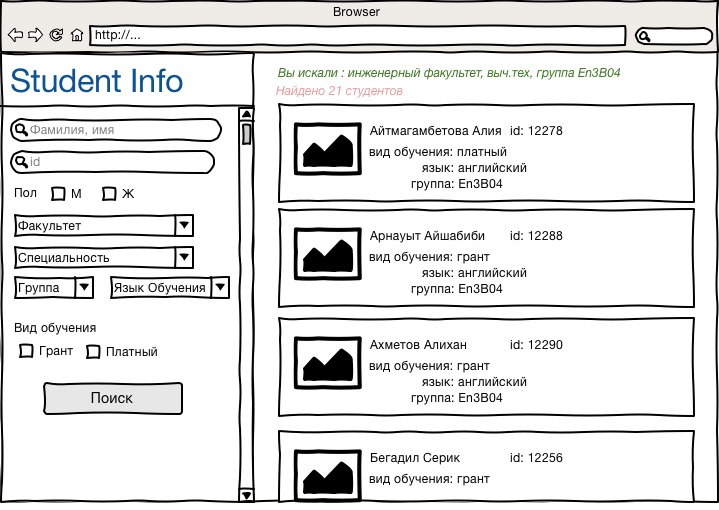 Browser
http://...
Student Info
Фамилия, имя
id
Пол М Ж
Факультет
Специальность
Группа Язык Обучения
Вид обучения
Грант Платный
Поиск
Вы искали : инженерный факультет, выч.тех, группа En3B04
Найдено 21 студентов
Айтмагамбетова Алия id: 12278
вид обучения: платный
язык: английский
группа: En3B04
Арнауыт Айшабиби id: 12288
вид обучения: грант
язык: английский
группа: En3B04
Ахметов Алихан id: 12290
вид обучения: грант
язык: английский
группа: En3B04
Бегадил Серик id: 12256
вид обучения: грант